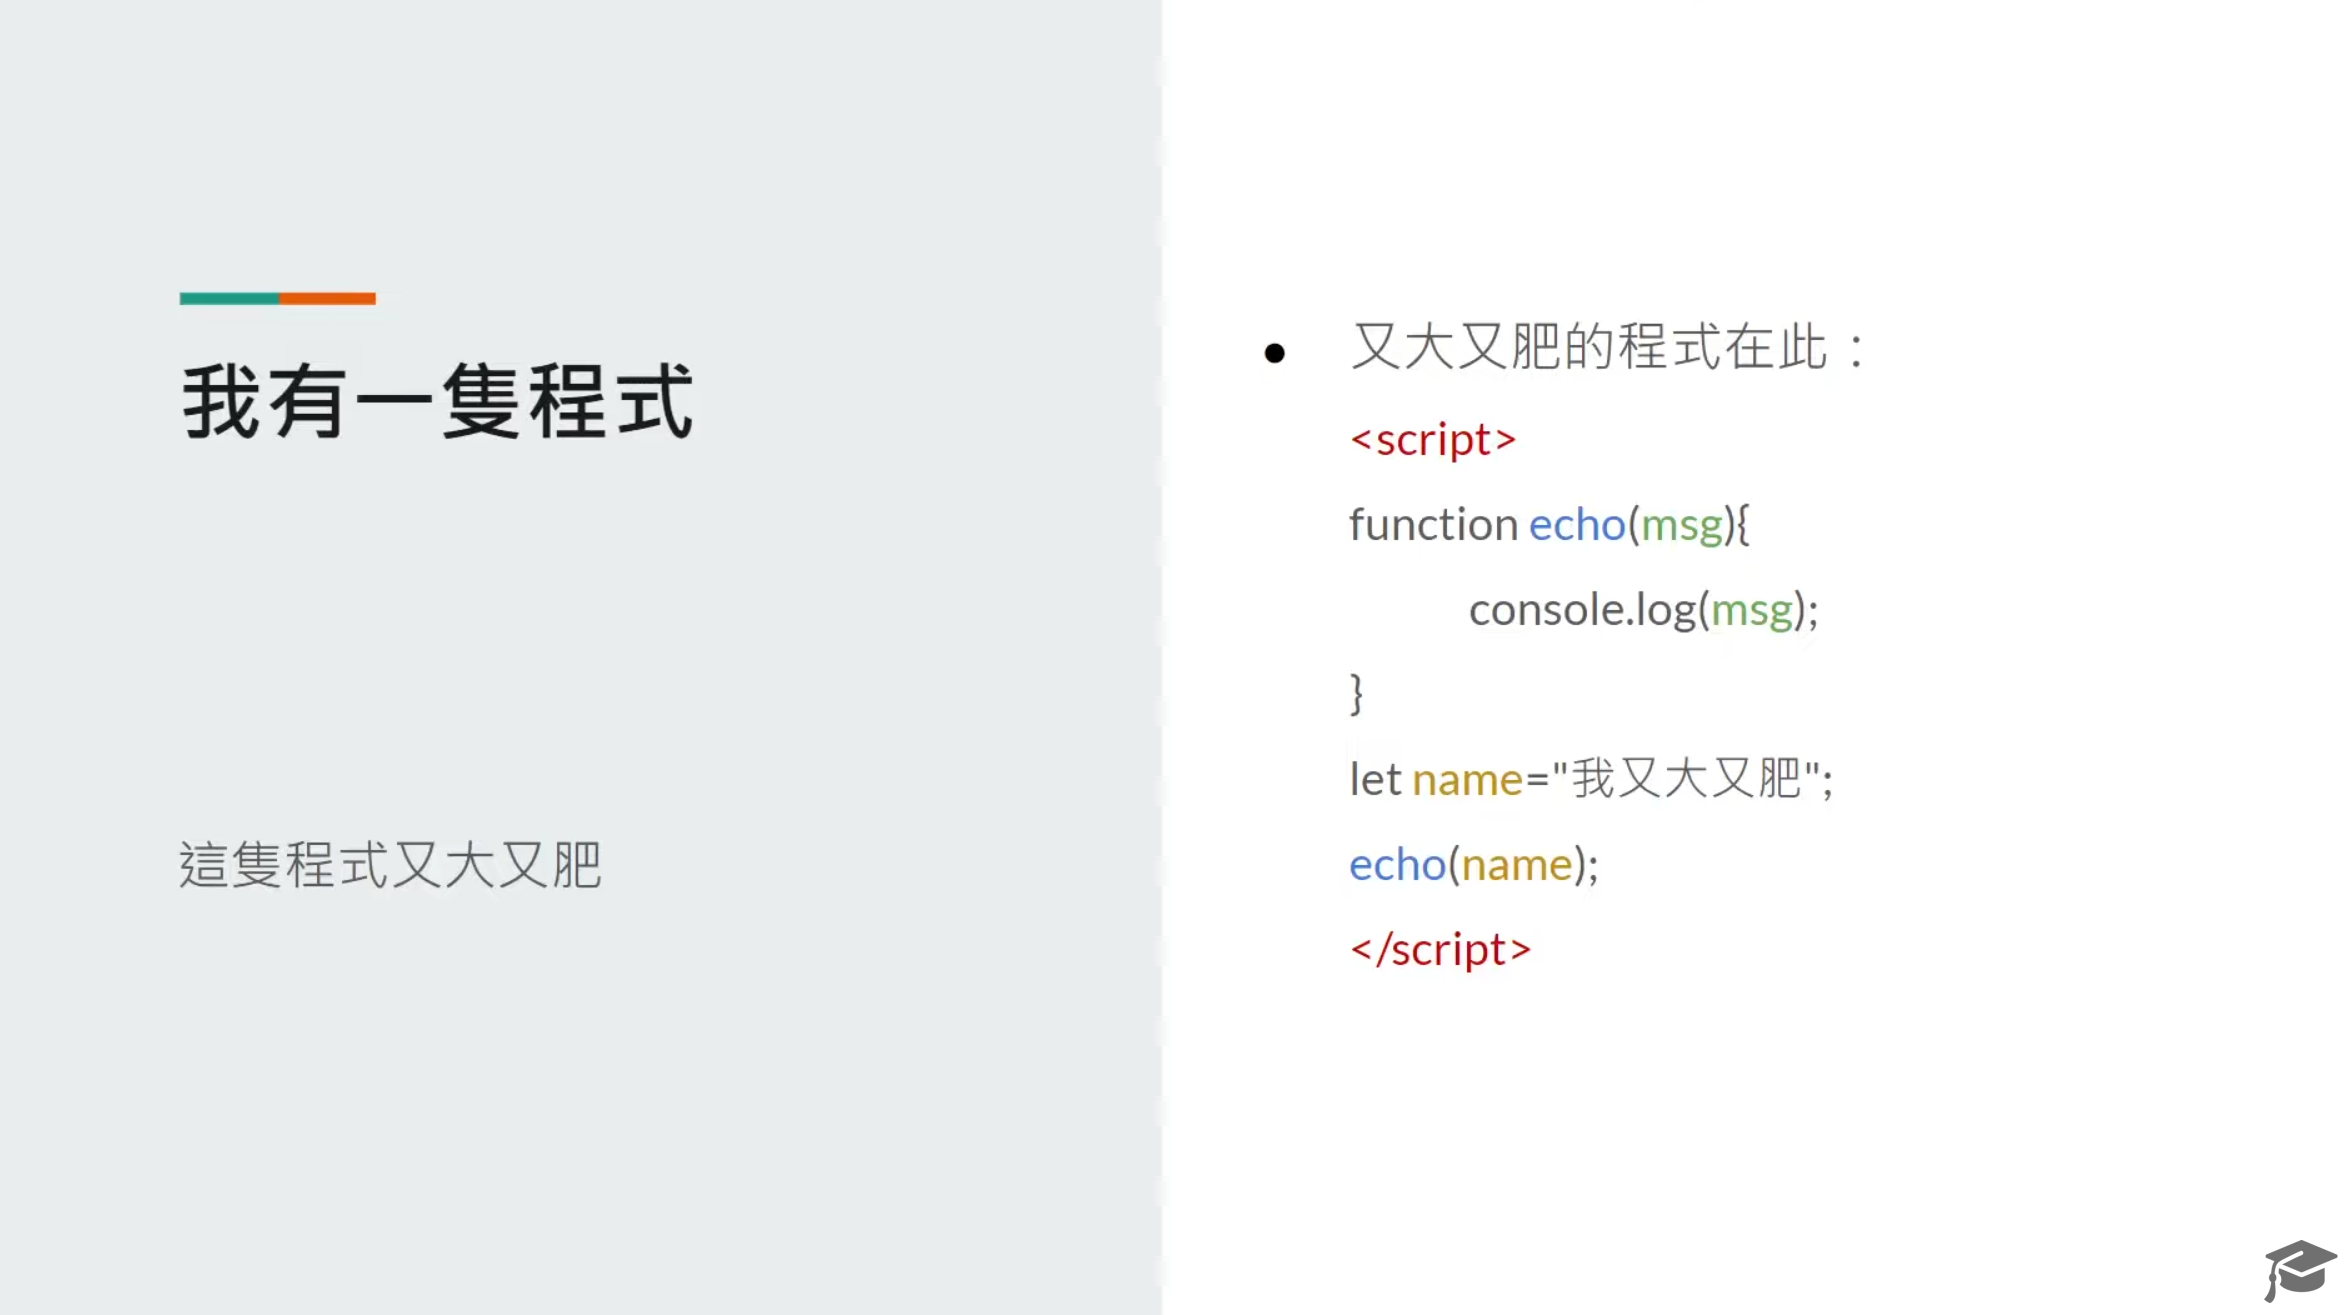 我有一隻程式
這隻程式又大又肥
又大又肥的程式在此：
<script>
function echo(msg){
console.log(msg);
}
let name="我又大又肥";
echo(name);
</script>